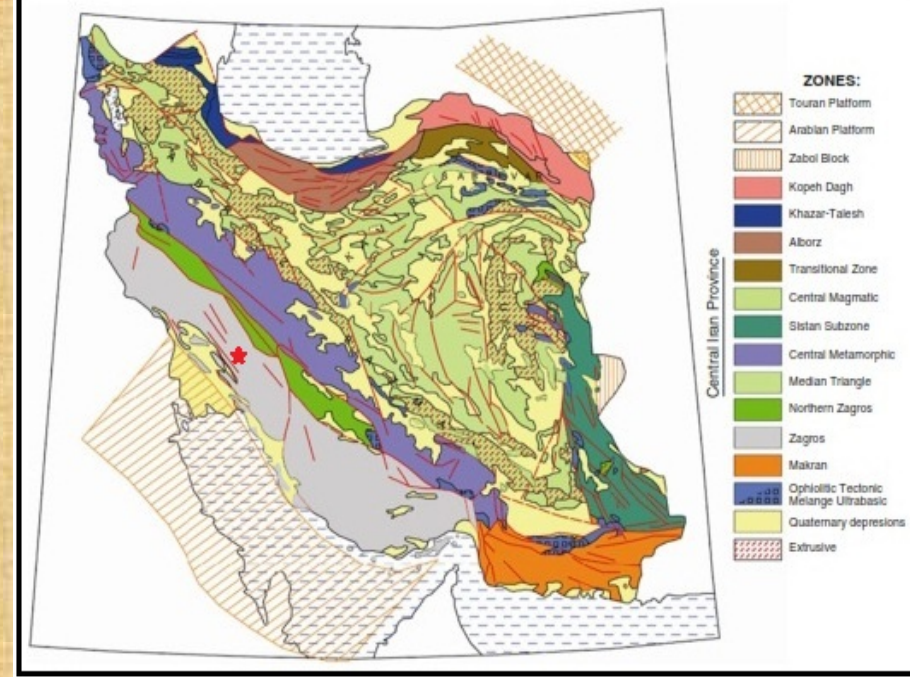 ZONES:
Touran Platform
Arabian Platform
Zabol Block
Kopeh Dagh
Khazar-Talesh
Alborz
Transitional Zone
Central Magmatic
Sistan Subzone
Central Metamorphic
Median Triangle
Northern Zagros
Zagros
Makran
Ophiolitic Tectonic
Melange Ultrabasic
Quaternary depresions
Extrusive
Central Iran Province